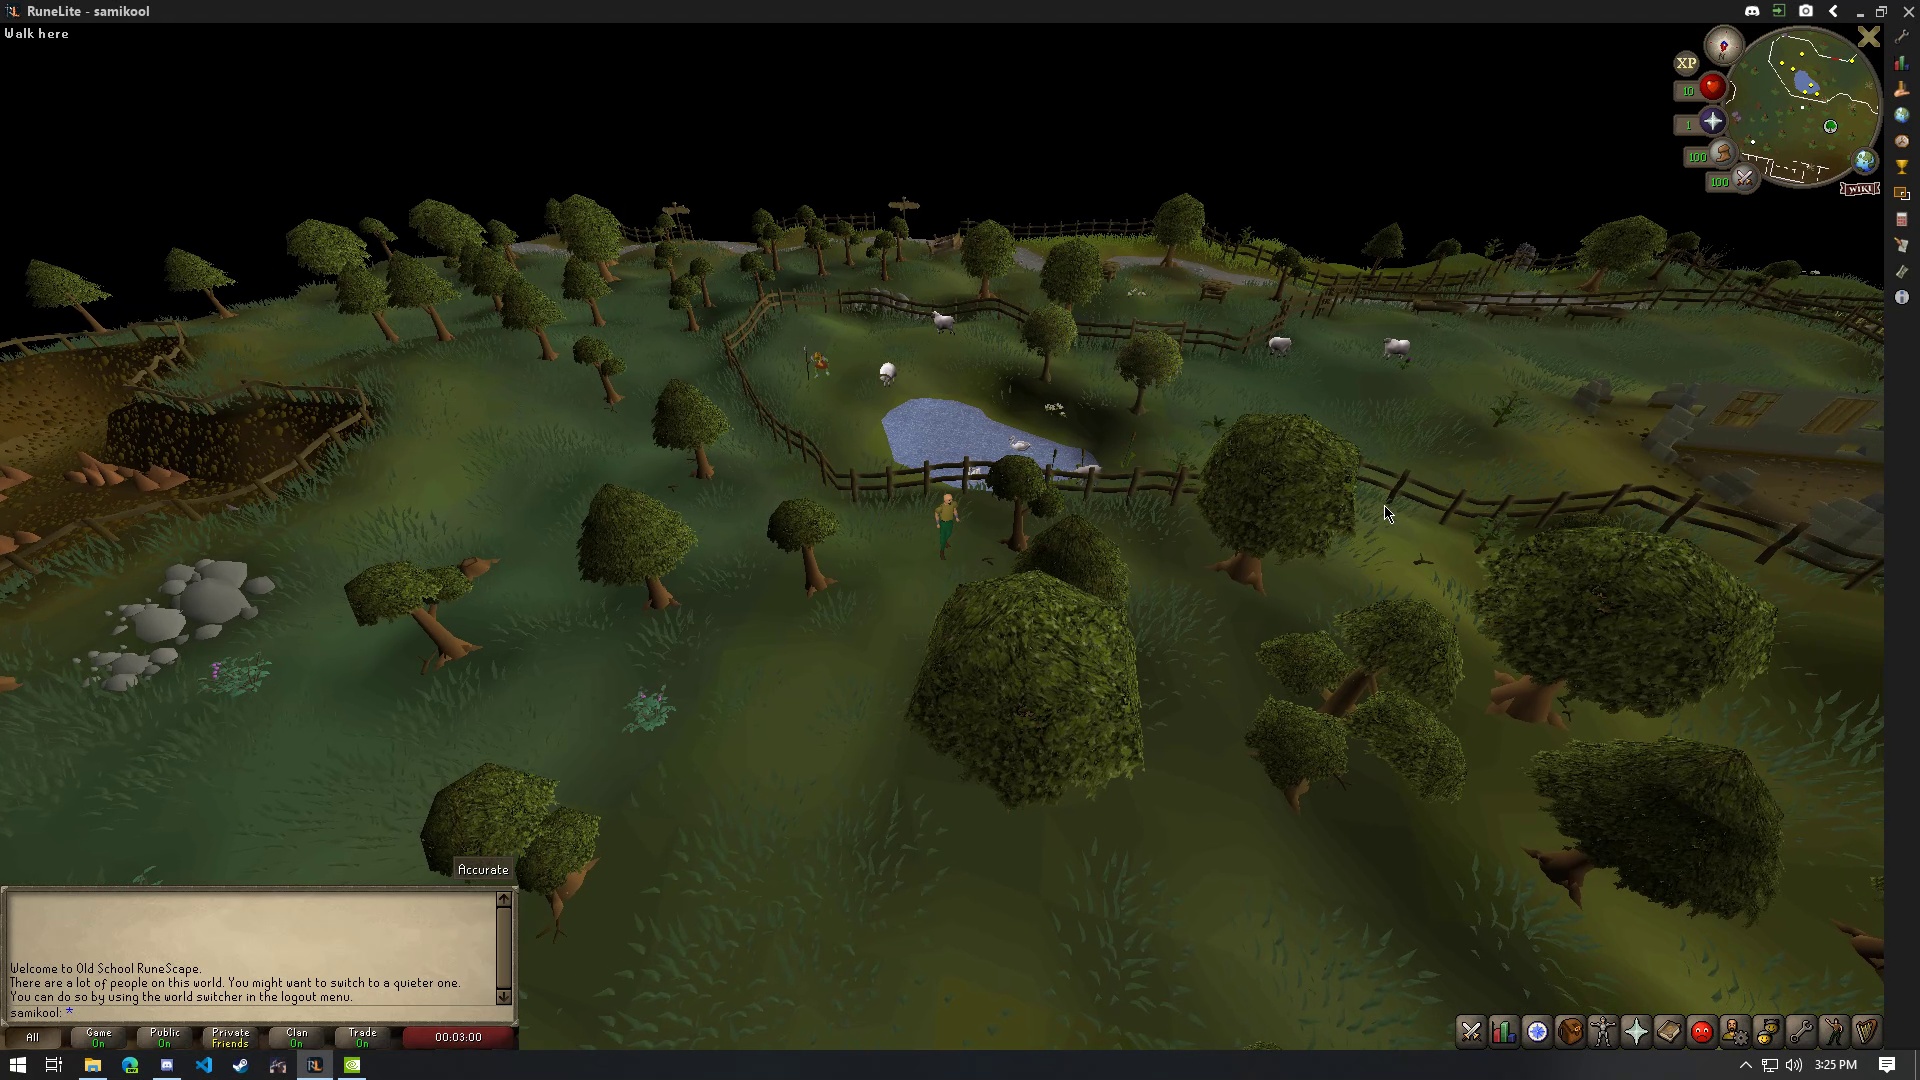 RuneLite - samikool
Walk here
XP
10
1
100
100
WIKI
Accurate
Welcome to Old School RuneScape.
There are a lot of people on this world. You might want to switch to a quieter one.
You can do so by using the world switcher in the logout menu.
samikool: *
All
Game
On
Public
On
Private
Friends
Clan
On
Trade
On
00:03:00
3:25 PM